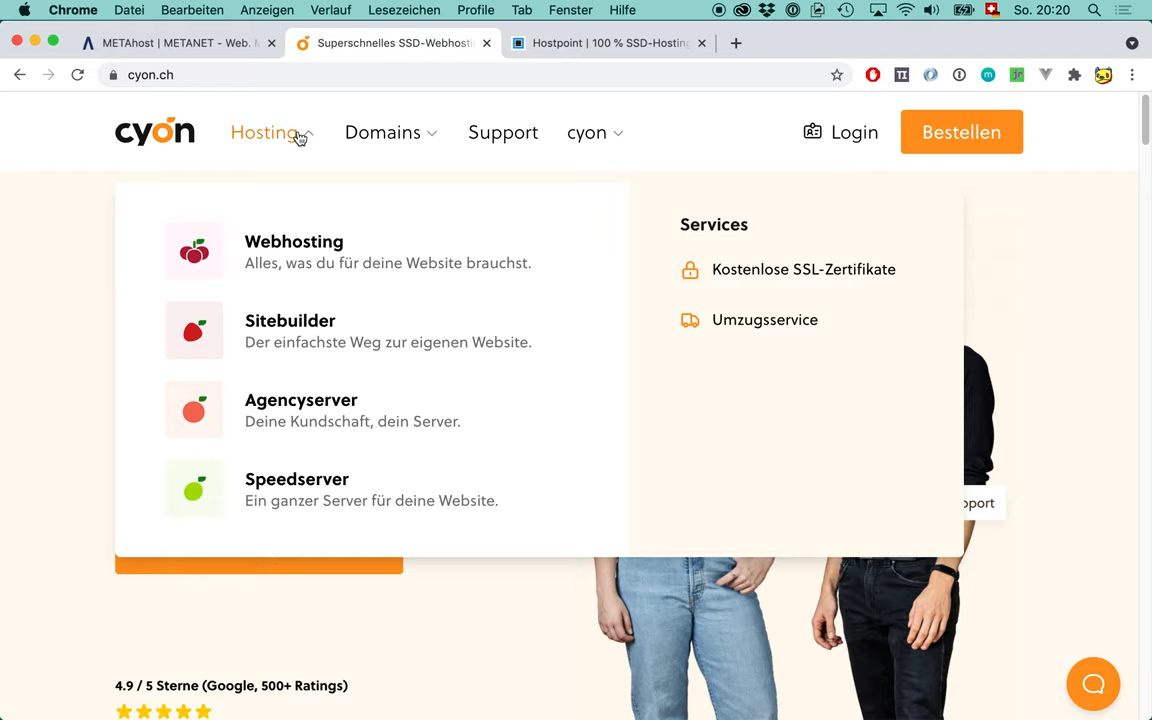 Chrome Datei Bearbeiten Anzeigen Verlauf Lesezeichen Profile Tab Fenster Hilfe So. 20:20
METAhost | METANET - Web. Superschnelles SSD-Webhosti Hostpoint | 100 % SSD-Hosting
cyon.ch
cyon Hosting Domains Support cyon Login Bestellen
Webhosting
Alles, was du für deine Website brauchst.
Sitebuilder
Der einfachste Weg zur eigenen Website.
Agencyserver
Deine Kundschaft, dein Server.
Speedserver
Ein ganzer Server für deine Website.
Services
Kostenlose SSL-Zertifikate
Umzugsservice
pport
4.9 / 5 Sterne (Google, 500+ Ratings)